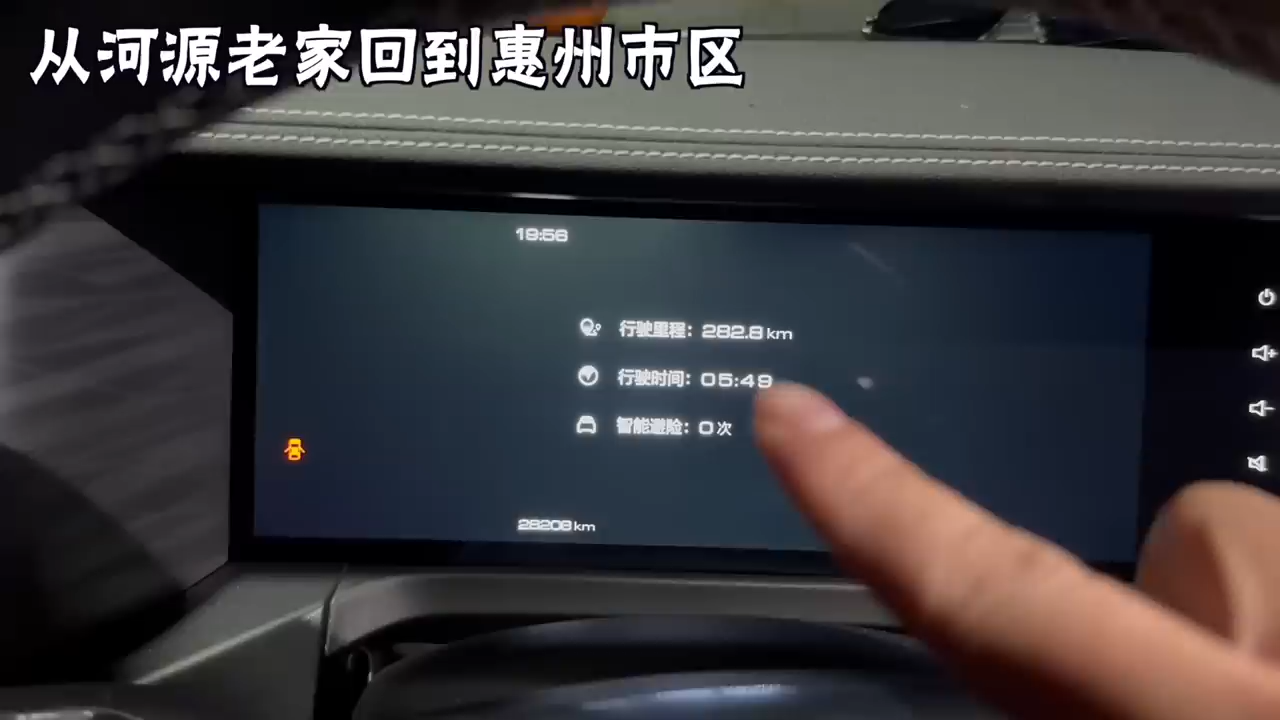 从河源老家回到惠州市区
19:56
行驶里程：282.8 km
行驶时间：05:49
智能避险：0 次
28208 km